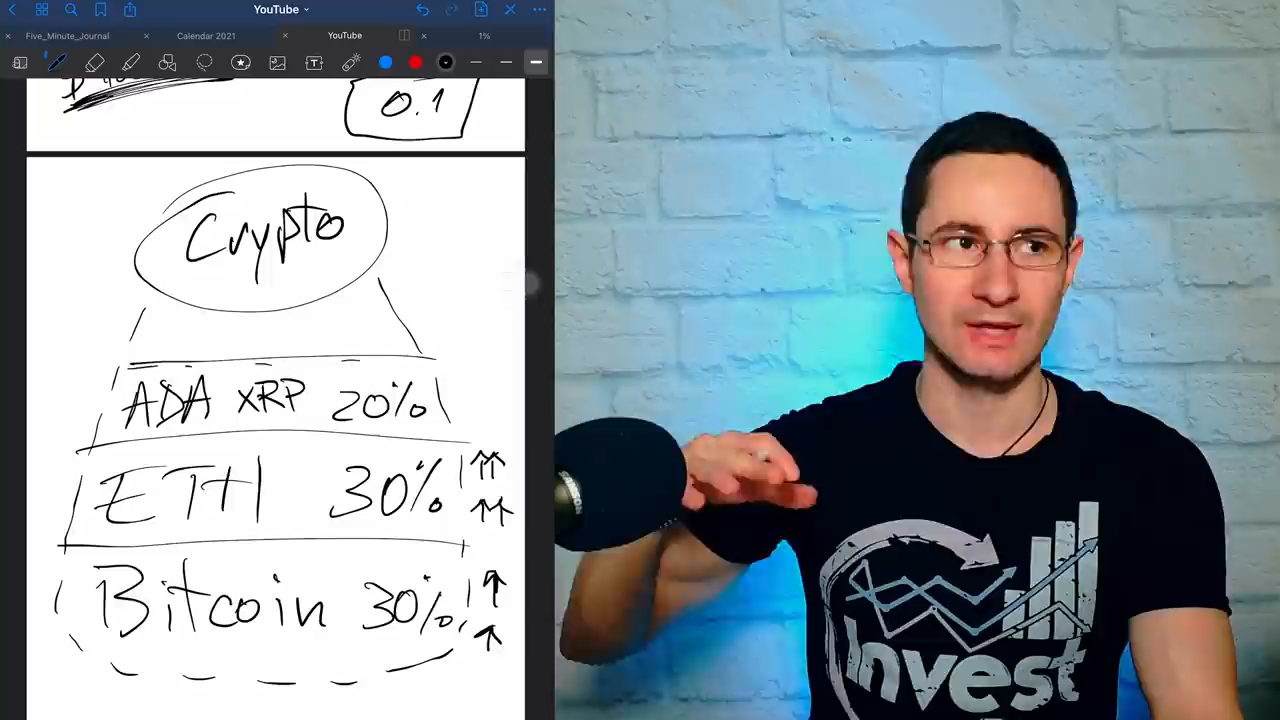 YouTube
Five_Minute_Journal
Calendar 2021
YouTube
1%
T
0.1
Crypto
ADA XRP 20%
ETH 30%
Bitcoin 30%
Invest